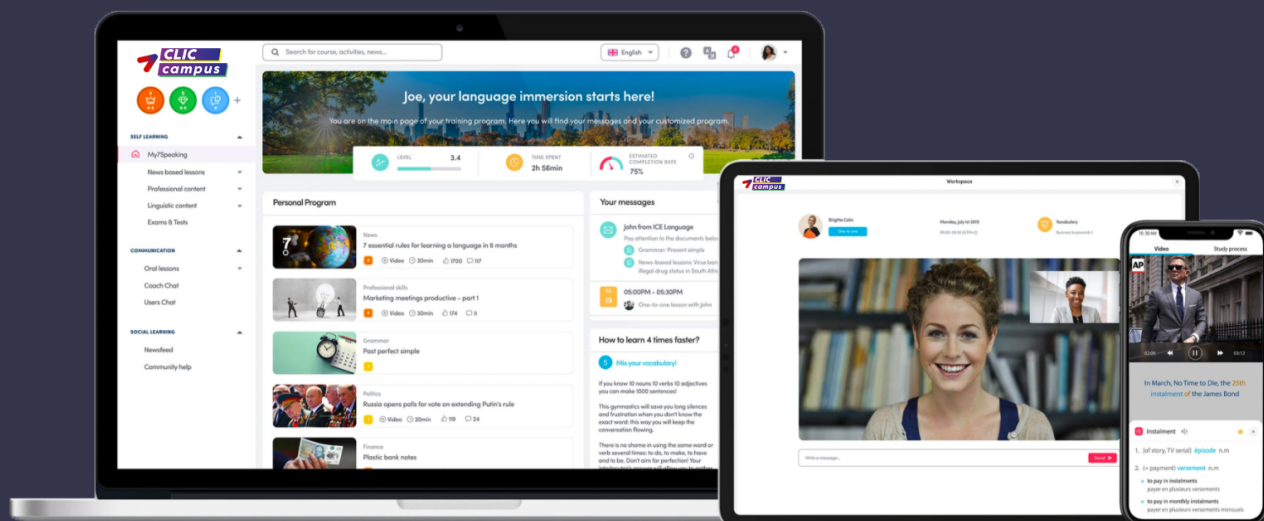 CLIC
campus
Search for course, activities, news...
English
SELF LEARNING
My7Speaking
News based lessons
Professional content
Linguistic content
Exams & Tests
COMMUNICATION
Oral lessons
Coach Chat
Users Chat
SOCIAL LEARNING
Newsfeed
Community help
Joe, your language immersion starts here!
You are on the main page of your training program. Here you will find your messages and your customized program.
LEVEL
3.4
TIME SPENT
2h 56min
ESTIMATED
COMPLETION RATE
75%
Personal Program
News
7 essential rules for learning a language in 6 months
Video 30min 1700 117
Professional skills
Marketing meetings productive - part 1
Video 30min 174 8
Grammar
Past perfect simple
Politics
Russia opens polls for vote on extending Putin's rule
Video 20min 119 24
Finance
Plastic bank notes
Your messages
John from ICE Language
Pay attention to the documents belo
Grammar: Present simple
News-based lessons: Virus ban
illegal drug status in South Afri
19
05:00PM - 05:30PM
One-to-one lesson with John
How to learn 4 times faster?
5 Mix your vocabulary!
If you know 10 nouns 10 verbs 10 adjectives
you can make 1000 sentences!
This gymnastics will save you long silences
and frustration when you don't know the
exact word: this way you will keep the
conversation flowing.
There is no shame in using the same word or
verb several times: to do, to make, to have
and to be. Don't aim for perfection! Your
CLIC
campus
Workspace
Brigitte Colin
One-to-one
Monday, July 1st 2019
Vocabulary
Write a message...
Send
Video
Study process
AP
In March, No Time to Die, the 25th
instalment of the James Bond
Instalment
1. (of story, TV serial) épisode n.m
2. (= payment) versement n.m
to pay in instalments
payer en plusieurs versements
to pay in monthly instalments
payer en plusieurs versements mensuels